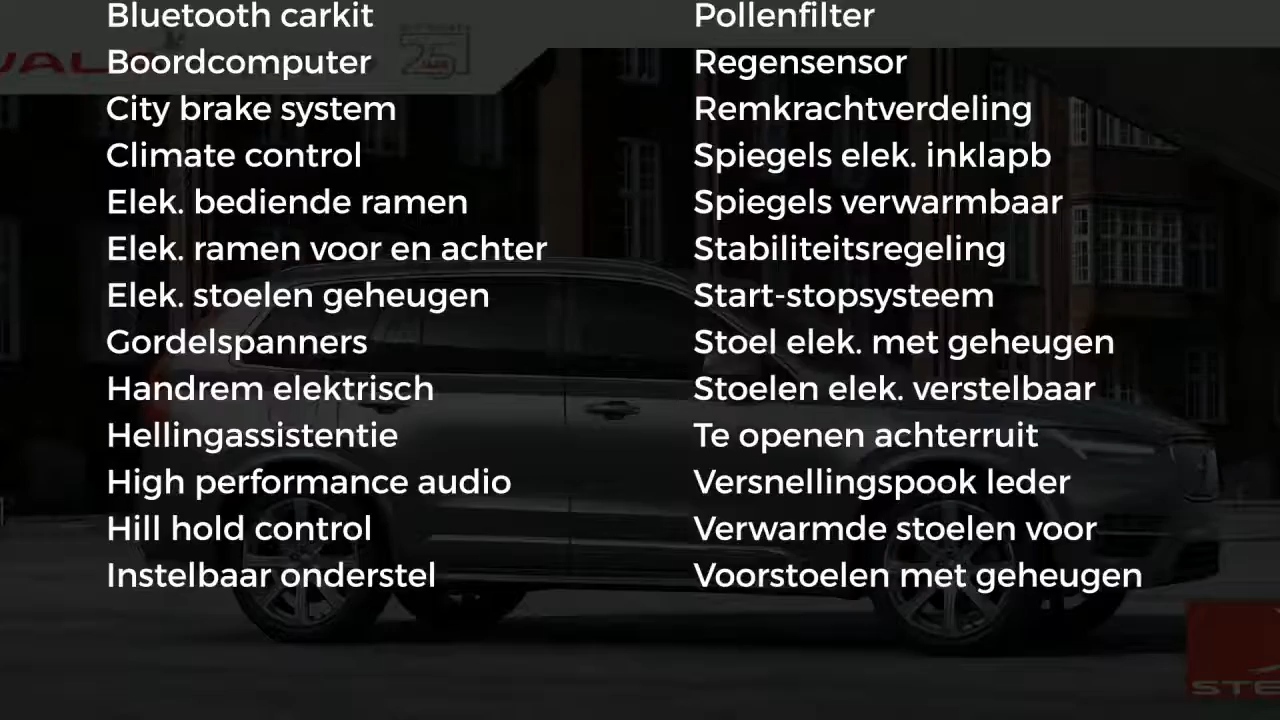 Bluetooth carkit
Boordcomputer
City brake system
Climate control
Elek. bediende ramen
Elek. ramen voor en achter
Elek. stoelen geheugen
Gordelspanners
Handrem elektrisch
Hellingassistentie
High performance audio
Hill hold control
Instelbaar onderstel
Pollenfilter
Regensensor
Remkrachtverdeling
Spiegels elek. inklapb
Spiegels verwarmbaar
Stabiliteitsregeling
Start-stopsysteem
Stoel elek. met geheugen
Stoelen elek. verstelbaar
Te openen achterruit
Versnellingspook leder
Verwarmde stoelen voor
Voorstoelen met geheugen
25
STE